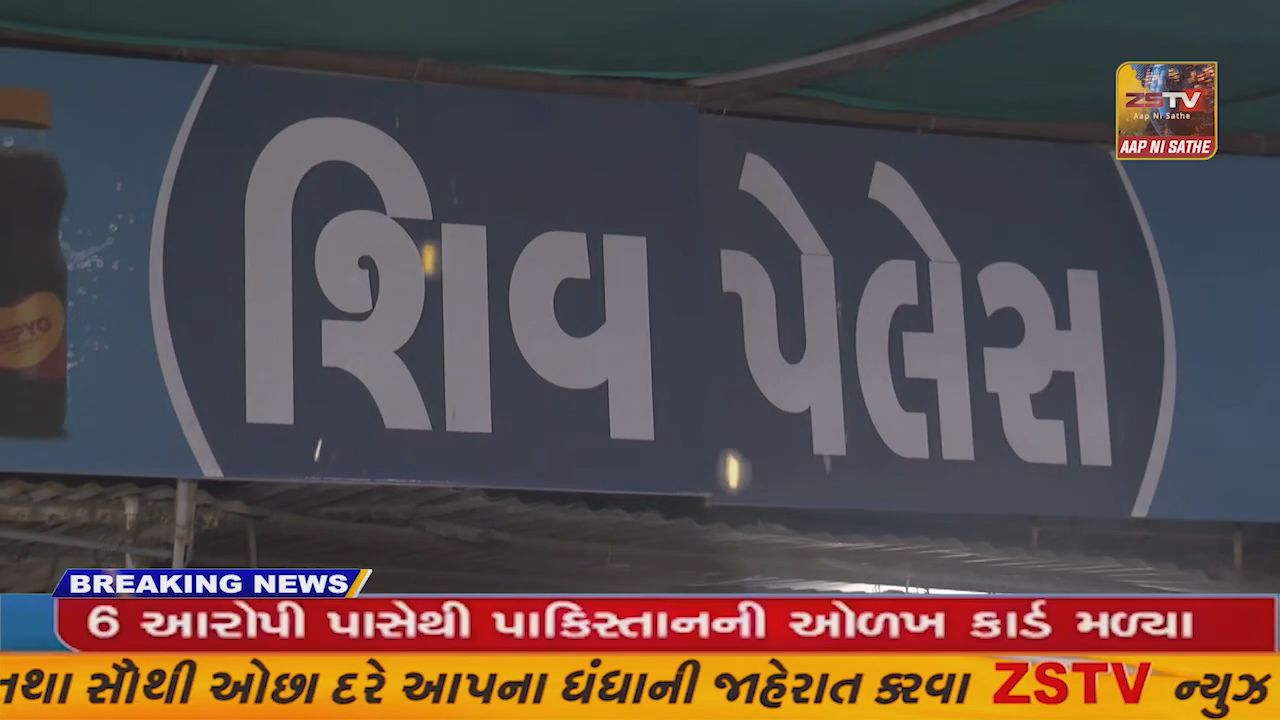 ZSTV
Aap Ni Sathe
AAP NI SATHE
શિવ પેલેસ
BREAKING NEWS
6 આરોપી પાસેથી પાકિસ્તાનની ઓળખ કાર્ડ મળ્યા
તથા સૌથી ઓછા દરે આપના ધંધાની જાહેરાત કરવા ZSTV ન્યુઝ